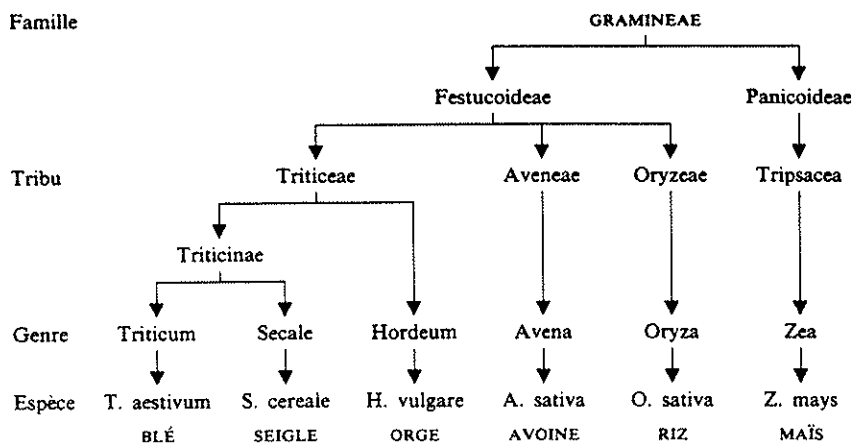 Famille GRAMINEAE
Festucoideae Panicoideae
Tribu Triticeae Aveneae Oryzeae Tripsacea
Triticinae
Genre Triticum Secale Hordeum Avena Oryza Zea
Espèce T. aestivum S. cereale H. vulgare A. sativa O. sativa Z. mays
BLÉ SEIGLE ORGE AVOINE RIZ MAÏS